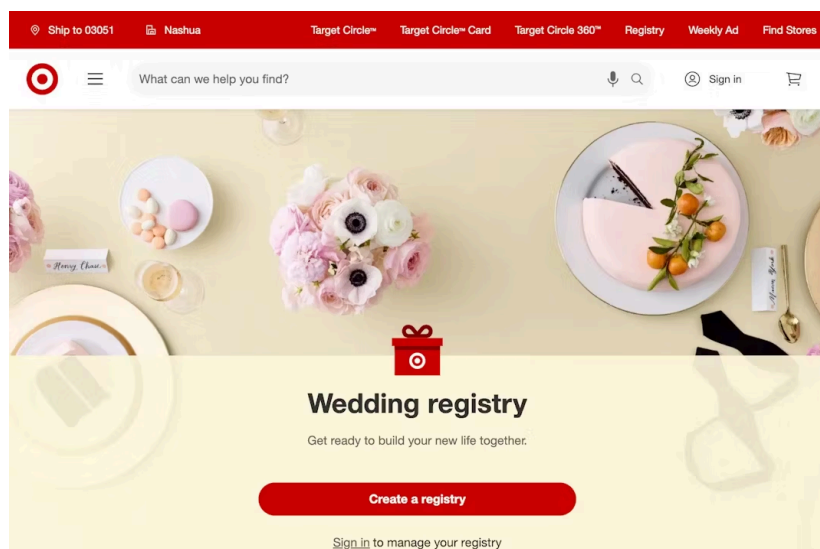 Ship to 03051 Nashua Target Circle™ Target Circle™ Card Target Circle 360™ Registry Weekly Ad Find Stores
What can we help you find? Sign in
Henry Chase
Wedding registry
Get ready to build your new life together.
Create a registry
Sign in to manage your registry